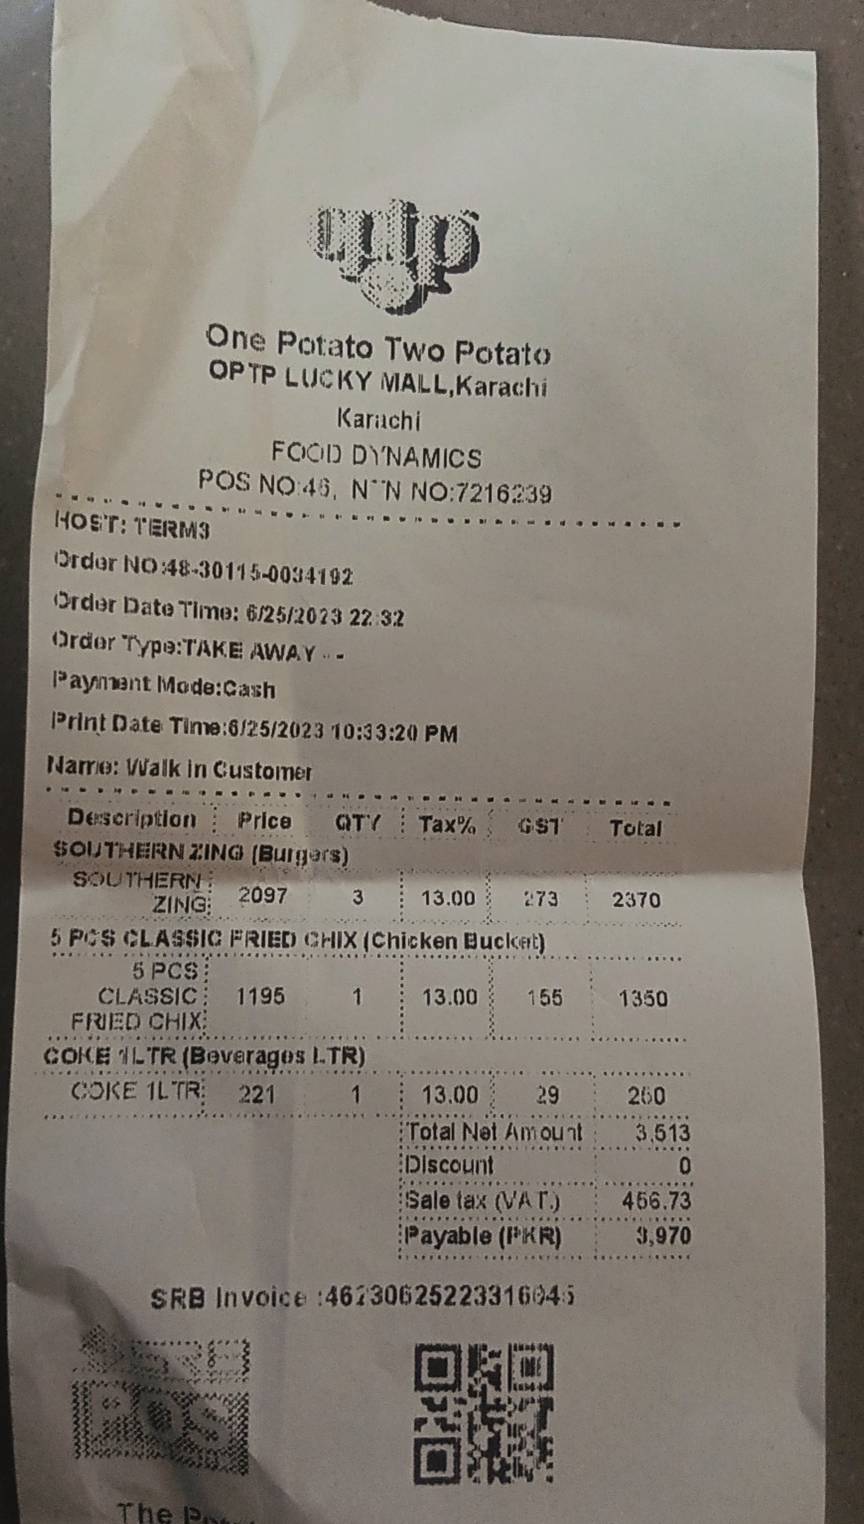 optp
One Potato Two Potato
OPTP LUCKY MALL,Karachi
Karachi
FOOD DYNAMICS
POS NO:46, NTN NO:7216239
HOST: TERM3
Order NO:48-30115-0034192
Order Date Time: 6/25/2023 22:32
Order Type:TAKE AWAY - -
Payment Mode:Cash
Print Date Time:6/25/2023 10:33:20 PM
Name: Walk in Customer
Description Price QTY Tax% GST Total
SOUTHERN ZING (Burgers)
SOUTHERN
ZING 2097 3 13.00 273 2370
5 PCS CLASSIC FRIED CHIX (Chicken Bucket)
5 PCS
CLASSIC 1195 1 13.00 155 1350
FRIED CHIX
COKE 1LTR (Beverages LTR)
COKE 1LTR 221 1 13.00 29 260
Total Net Amount 3,513
Discount 0
Sale tax (VAT.) 456.73
Payable (PKR) 3,970
SRB Invoice :
POS
The